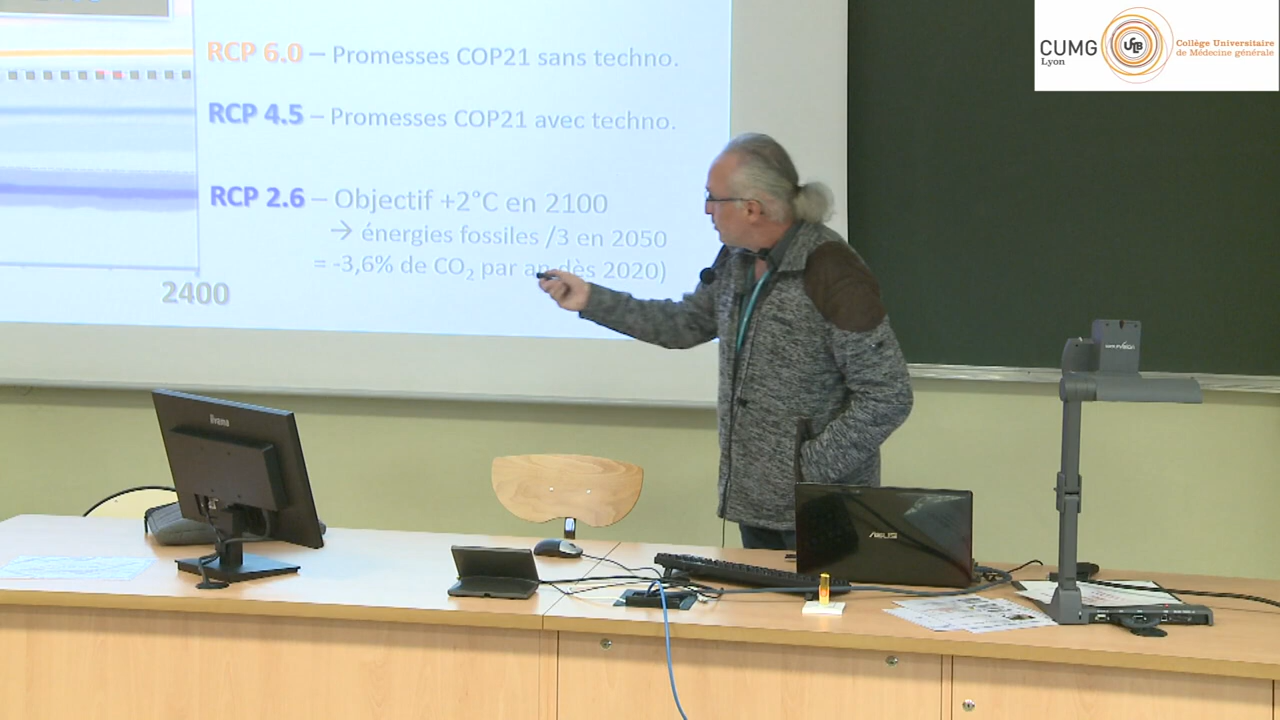 RCP 6.0 – Promesses COP21 sans techno.
RCP 4.5 – Promesses COP21 avec techno.
RCP 2.6 – Objectif +2°C en 2100
→ énergies fossiles /3 en 2050
= -3,6% de CO₂ par an dès 2020)
2400
CUMG
Lyon
Collège Universitaire
de Médecine générale
iiyama
ASUS